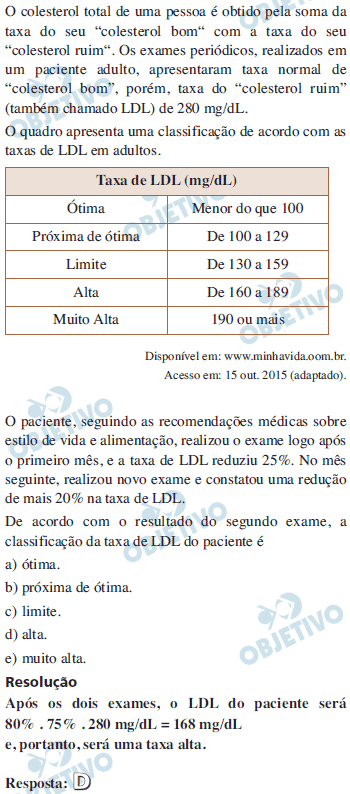 O colesterol total de uma pessoa é obtido pela soma da
taxa do seu “colesterol bom“ com a taxa do seu
“colesterol ruim“. Os exames periódicos, realizados em
um paciente adulto, apresentaram taxa normal de
“colesterol bom”, porém, taxa do “colesterol ruim”
(também chamado LDL) de 280 mg/dL.
O quadro apresenta uma classificação de acordo com as
taxas de LDL em adultos.
Taxa de LDL (mg/dL)
Ótima Menor do que 100
Próxima de ótima De 100 a 129
Limite De 130 a 159
Alta De 160 a 189
Muito Alta 190 ou mais
Disponível em: www.minhavida.oom.br.
Acesso em: 15 out. 2015 (adaptado).
O paciente, seguindo as recomendações médicas sobre
estilo de vida e alimentação, realizou o exame logo após
o primeiro mês, e a taxa de LDL reduziu 25%. No mês
seguinte, realizou novo exame e constatou uma redução
de mais 20% na taxa de LDL.
De acordo com o resultado do segundo exame, a
classificação da taxa de LDL do paciente é
a) ótima.
b) próxima de ótima.
c) limite.
d) alta.
e) muito alta.
Resolução
Após os dois exames, o LDL do paciente será
80% . 75% . 280 mg/dL = 168 mg/dL
e, portanto, será uma taxa alta.
Resposta: D
OBJETIVO
OBJETIVO
OBJETIVO
OBJETIVO
OBJETIVO
OBJETIVO
OBJETIVO